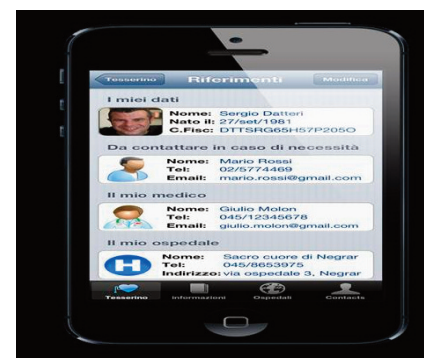 Tesserino Riferimenti Modifica
I miei dati
Nome: Sergio Datteri
Nato il: 27/set/1981
C.Fisc: DTTSRG65H57P205O
Da contattare in caso di necessità
Nome: Mario Rossi
Tel: 02/5774469
Email: mario.rossi@gmail.com
Il mio medico
Nome: Giulio Molon
Tel: 045/12345678
Email: giulio.molon@gmail.com
Il mio ospedale
H
Nome: Sacro cuore di Negrar
Tel: 045/8653975
Indirizzo: via ospedale 3, Negrar
Tesserino Informazioni Ospedali Contacts